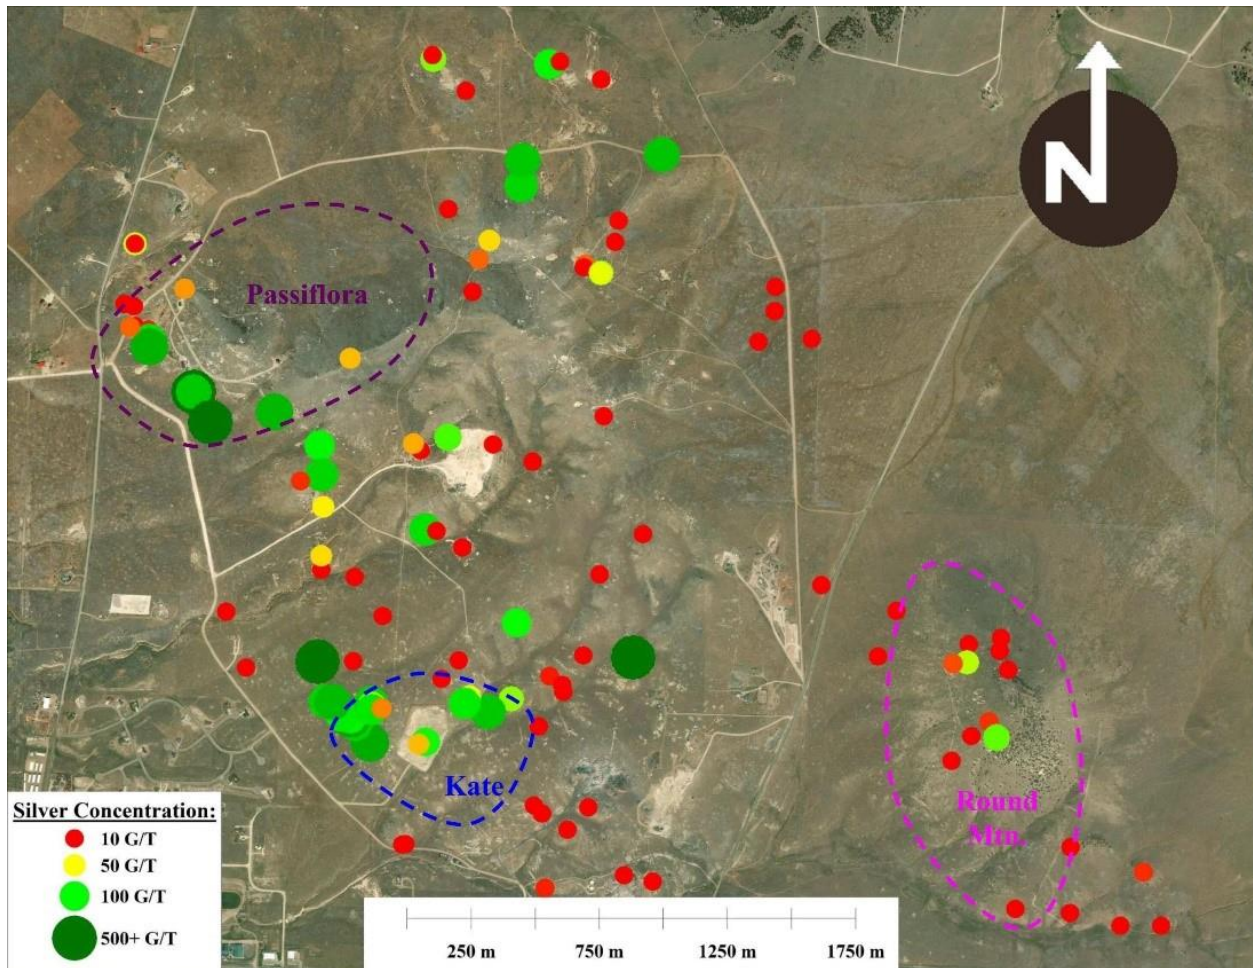 N
Passiflora
Kate
Round
Mtn.
Silver Concentration:
10 G/T
50 G/T
100 G/T
500+ G/T
250 m 750 m 1250 m 1750 m